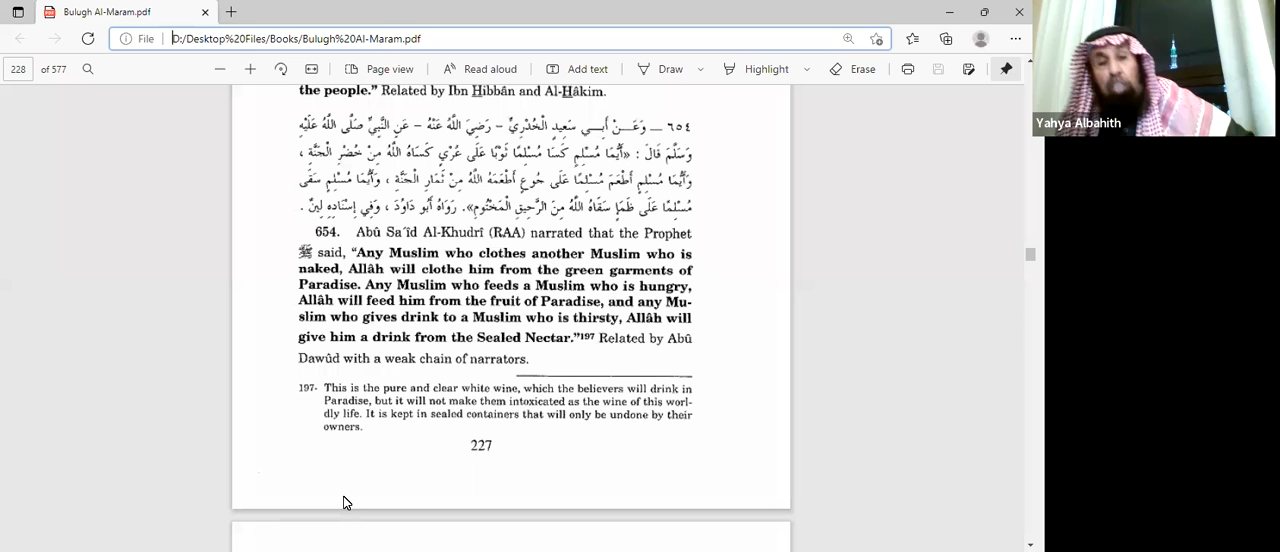 Bulugh Al-Maram.pdf
File
D:/Desktop%20Files/Books/Bulugh%20Al-Maram.pdf
228 of 577
Page view
Read aloud
Add text
Draw
Highlight
Erase
Yahya Albahith
the people.” Related by Ibn Hibbân and Al-Hâkim.
٦٥٤ ـ وَعَـنْ أَبِـي سَعِيدٍ الْخُدْرِيِّ - رَضِيَ اللَّهُ عَنْهُ - عَنِ النَّبِيِّ صَلَّى اللَّهُ عَلَيْهِ
وَسَلَّمَ قَالَ : «أَيُّمَا مُسْلِمٍ كَسَا مُسْلِمًا ثَوْبًا عَلَى عُرْيٍ كَسَاهُ اللَّهُ مِنْ خُضْرِ الْجَنَّةِ ،
وَأَيُّمَا مُسْلِمٍ أَطْعَمَ مُسْلِمًا عَلَى جُوعٍ أَطْعَمَهُ اللَّهُ مِنْ ثِمَارِ الْجَنَّةِ ، وَأَيُّمَا مُسْلِمٍ سَقَى
مُسْلِمًا عَلَى ظَمَإٍ سَقَاهُ اللَّهُ مِنَ الرَّحِيقِ الْمَخْتُومِ». رَوَاهُ أَبُو دَاوُدَ ، وَفِي إِسْنَادِهِ لِينٌ .
654. Abû Sa´îd Al-Khudrî (RAA) narrated that the Prophet
ﷺ said, “Any Muslim who clothes another Muslim who is
naked, Allâh will clothe him from the green garments of
Paradise. Any Muslim who feeds a Muslim who is hungry,
Allâh will feed him from the fruit of Paradise, and any Mu-
slim who gives drink to a Muslim who is thirsty, Allâh will
give him a drink from the Sealed Nectar.”197 Related by Abû
Dawûd with a weak chain of narrators.
197- This is the pure and clear white wine, which the believers will drink in
Paradise, but it will not make them intoxicated as the wine of this worl-
dly life. It is kept in sealed containers that will only be undone by their
owners.
227